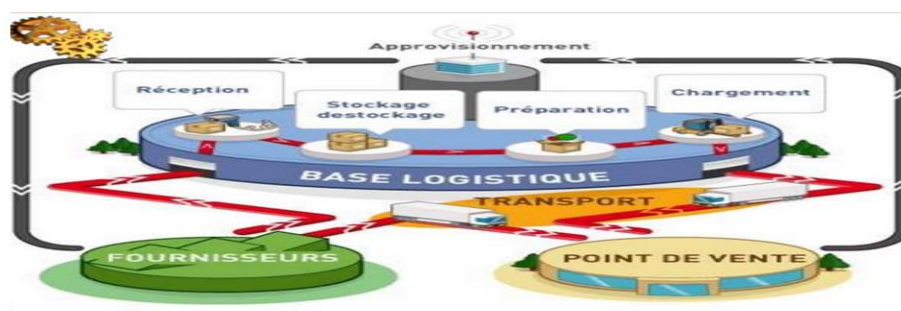 Approvisionnement
Réception
Stockage
destockage
Préparation
Chargement
BASE LOGISTIQUE
TRANSPORT
FOURNISSEURS
POINT DE VENTE